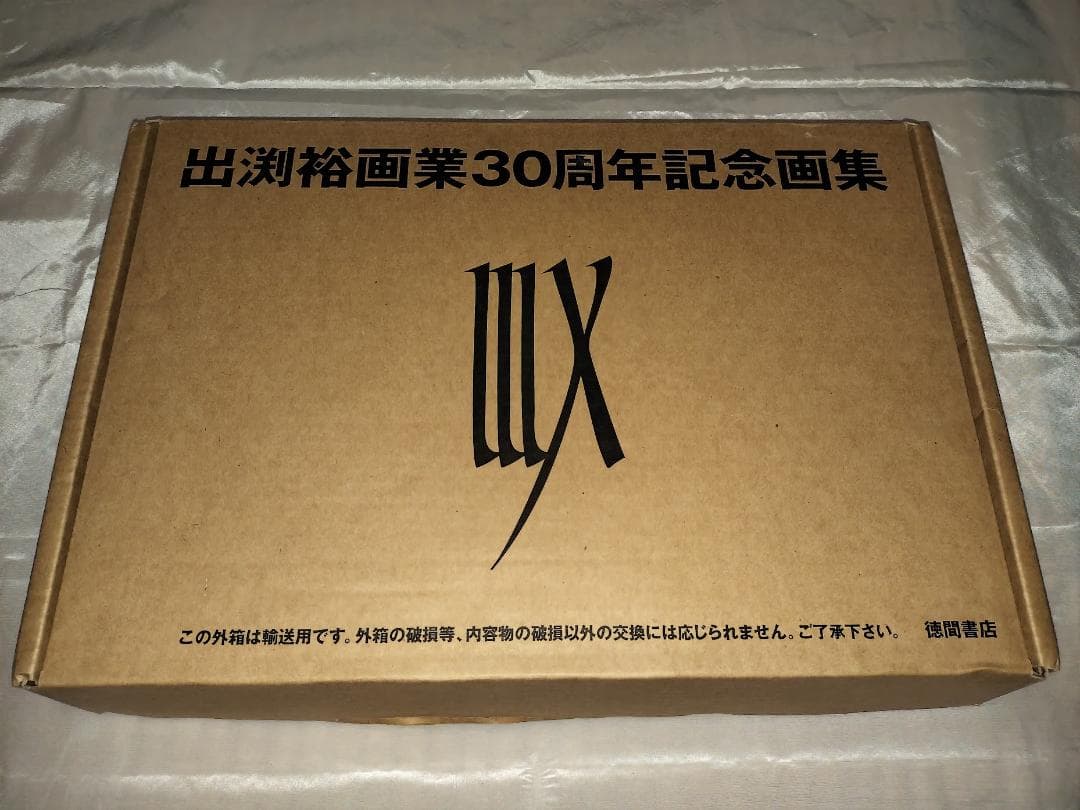 出渕裕画業30周年記念画集
IIIX
この外箱は輸送用です。外箱の破損等、内容物の破損以外の交換には応じられません。ご了承下さい。 徳間書店